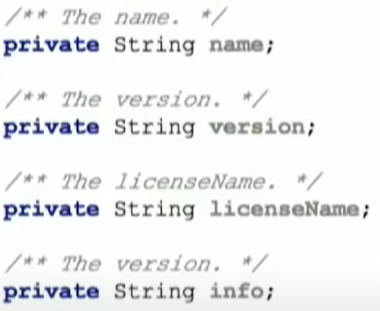 /** The name. */
private String name;
/** The version. */
private String version;
/** The licenseName. */
private String licenseName;
/** The version. */
private String info;